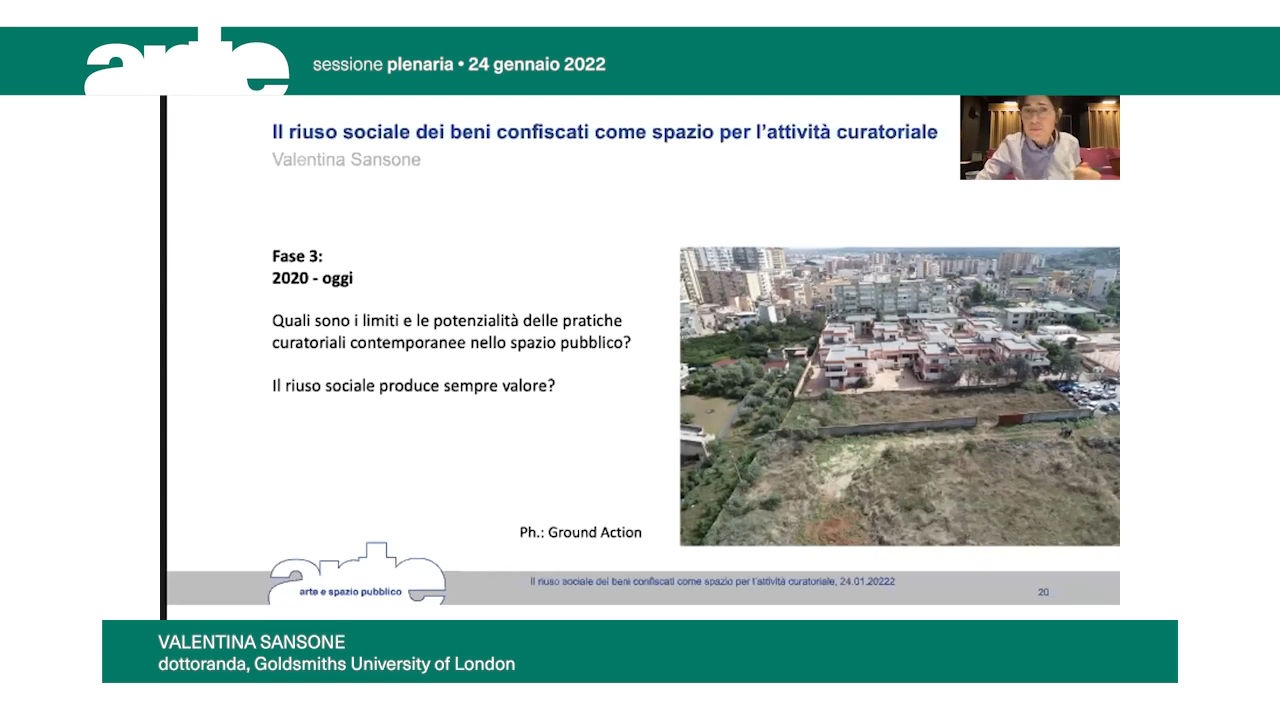 arte
sessione plenaria • 24 gennaio 2022
Il riuso sociale dei beni confiscati come spazio per l'attività curatoriale
Valentina Sansone
Fase 3:
2020 - oggi
Quali sono i limiti e le potenzialità delle pratiche
curatoriali contemporanee nello spazio pubblico?
Il riuso sociale produce sempre valore?
Ph.: Ground Action
arte
arte e spazio pubblico
Il riuso sociale dei beni confiscati come spazio per l'attività curatoriale, 24.01.20222
20
VALENTINA SANSONE
dottoranda, Goldsmiths University of London